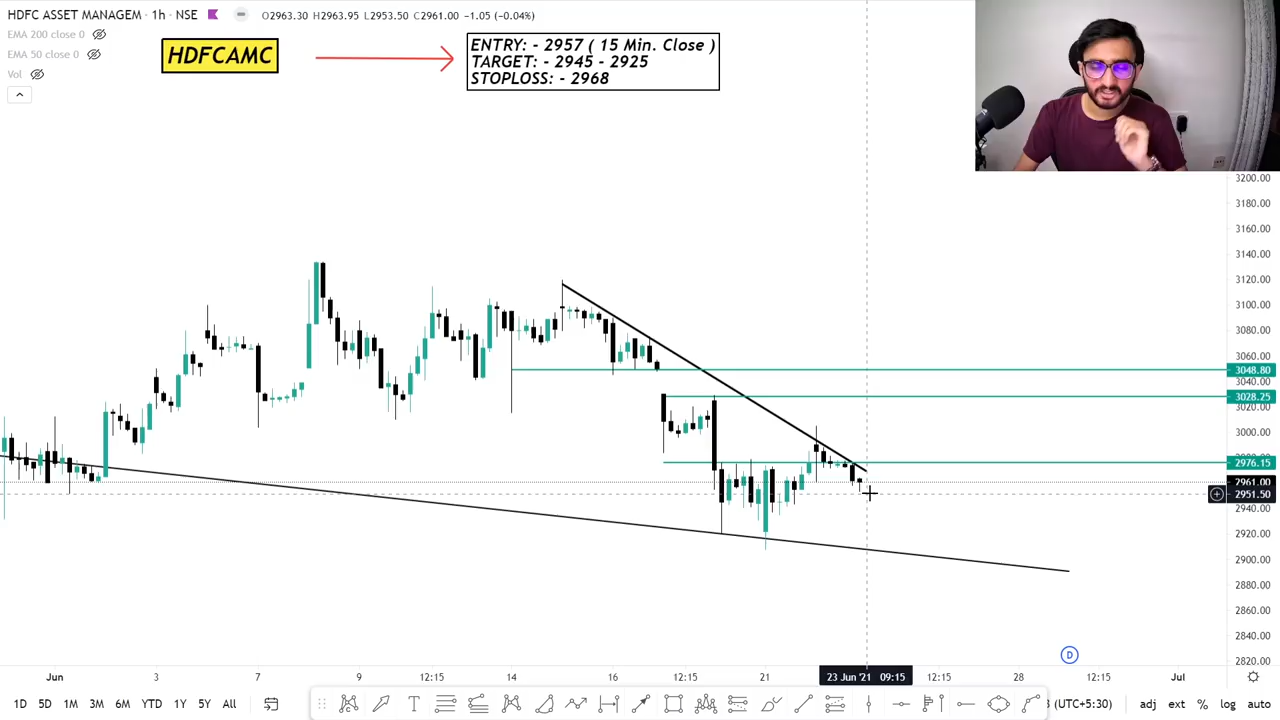 HDFC ASSET MANAGEM · 1h · NSE O2963.30 H2963.95 L2953.50 C2961.00 −1.05 (−0.04%)
EMA 200 close 0
EMA 50 close 0
Vol
HDFCAMC
ENTRY: - 2957 ( 15 Min. Close )
TARGET: - 2945 - 2925
STOPLOSS: - 2968
3200.00
3180.00
3160.00
3140.00
3120.00
3100.00
3080.00
3060.00
3048.80
3040.00
3028.25
3020.00
3000.00
2976.15
2961.00
2951.50
2940.00
2920.00
2900.00
2880.00
2860.00
2840.00
2820.00
D
Jun 3 7 9 12:15 14 16 12:15 21 23 Jun '21 09:15 12:15 28 12:15 Jul
1D 5D 1M 3M 6M YTD 1Y 5Y All T (UTC+5:30) adj ext % log auto